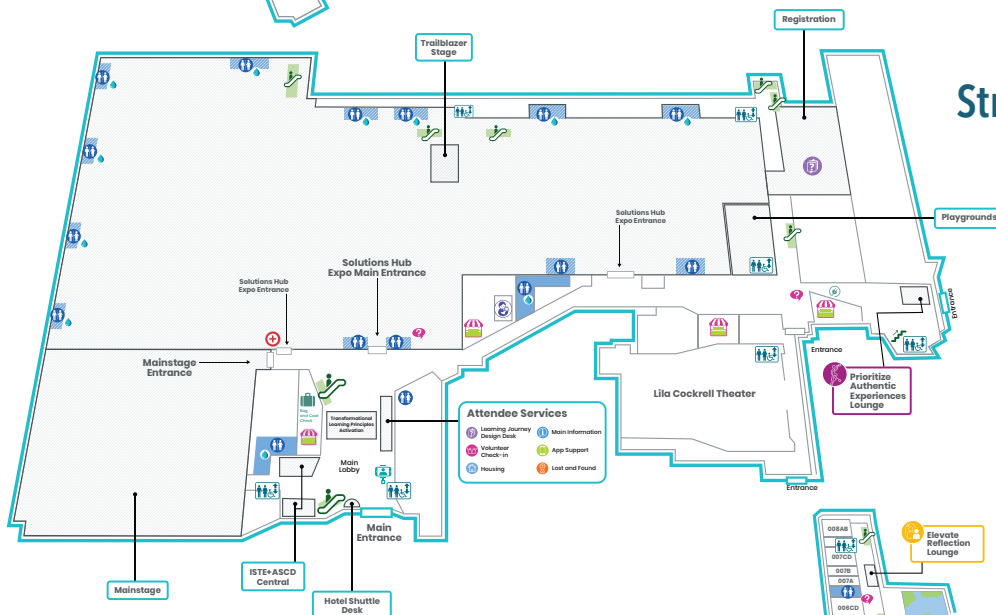 Registration
Trailblazer
Stage
Str
Playgrounds
Solutions Hub
Expo Entrance
Solutions Hub
Expo Main Entrance
Solutions Hub
Expo Entrance
Ground
Mainstage
Entrance
Entrance
Prioritize
Authentic
Experiences
Lounge
Bag
and Coat
Check
Transformational
Learning Principles
Activation
Lila Cockrell Theater
Attendee Services
Learning Journey
Design Desk
Main Information
Volunteer
Check-in
App Support
Housing
Lost and Found
Main
Lobby
Entrance
Main
Entrance
008AB
007CD
007B
007A
006CD
Elevate
Reflection
Lounge
Mainstage
ISTE+ASCD
Central
Hotel Shuttle
Desk